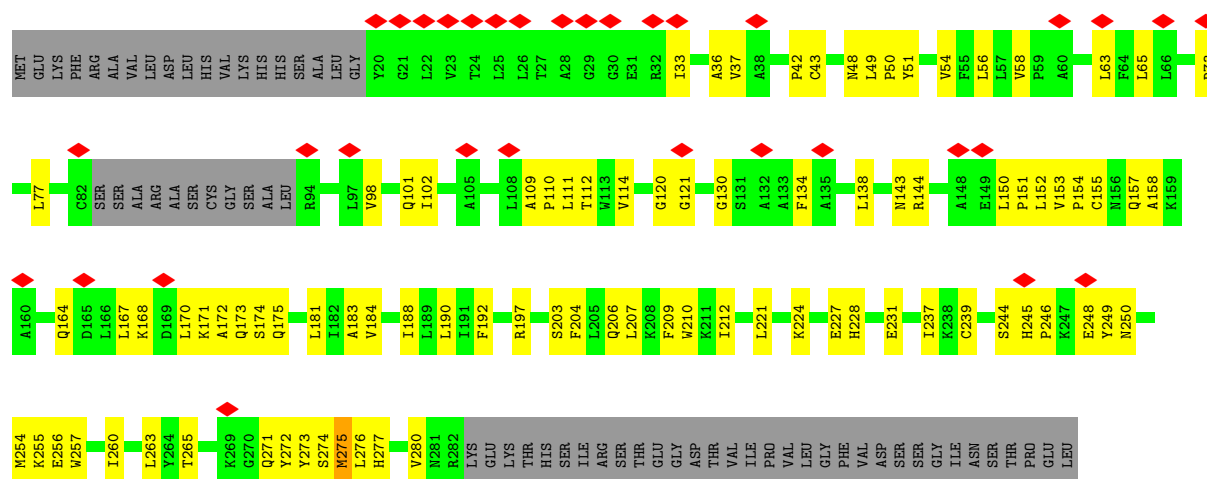 MET GLU LYS PHE ARG ALA VAL LEU ASP LEU HIS VAL LYS HIS HIS SER ALA LEU GLY Y20 G21 L22 V23 T24 L25 L26 T27 A28 G29 G30 E31 R32 I33 A36 V37 A38 P42 C43 N48 L49 P50 Y51 V54 F55 L56 L57 V58 P59 A60 L63 F64 L65 L66
L77 C82 SER SER ALA ARG ALA SER CYS GLY SER ALA LEU R94 L97 V98 Q101 I102 A105 L108 A109 P110 L111 T112 W113 V114 G120 G121 G130 S131 A132 A133 F134 A135 L138 N143 R144 A148 E149 L150 P151 L152 V153 P154 C155 N156 Q157 A158 K159
A160 Q164 D165 L166 L167 K168 D169 L170 K171 A172 Q173 S174 Q175 L181 I182 A183 V184 I188 L189 L190 I191 F192 R197 S203 F204 L205 Q206 L207 K208 F209 W210 K211 I212 L221 K224 E227 H228 E231 I237 K238 C239 S244 H245 P246 K247 E248 Y249 N250
M254 K255 E256 W257 I260 L263 Y264 T265 K269 G270 Q271 Y272 Y273 S274 M275 L276 H277 V280 N281 R282 LYS GLU LYS THR HIS SER ILE ARG SER THR GLU GLY ASP THR VAL ILE PRO VAL LEU GLY PHE VAL ASP SER SER GLY ILE ASN SER THR PRO GLU LEU